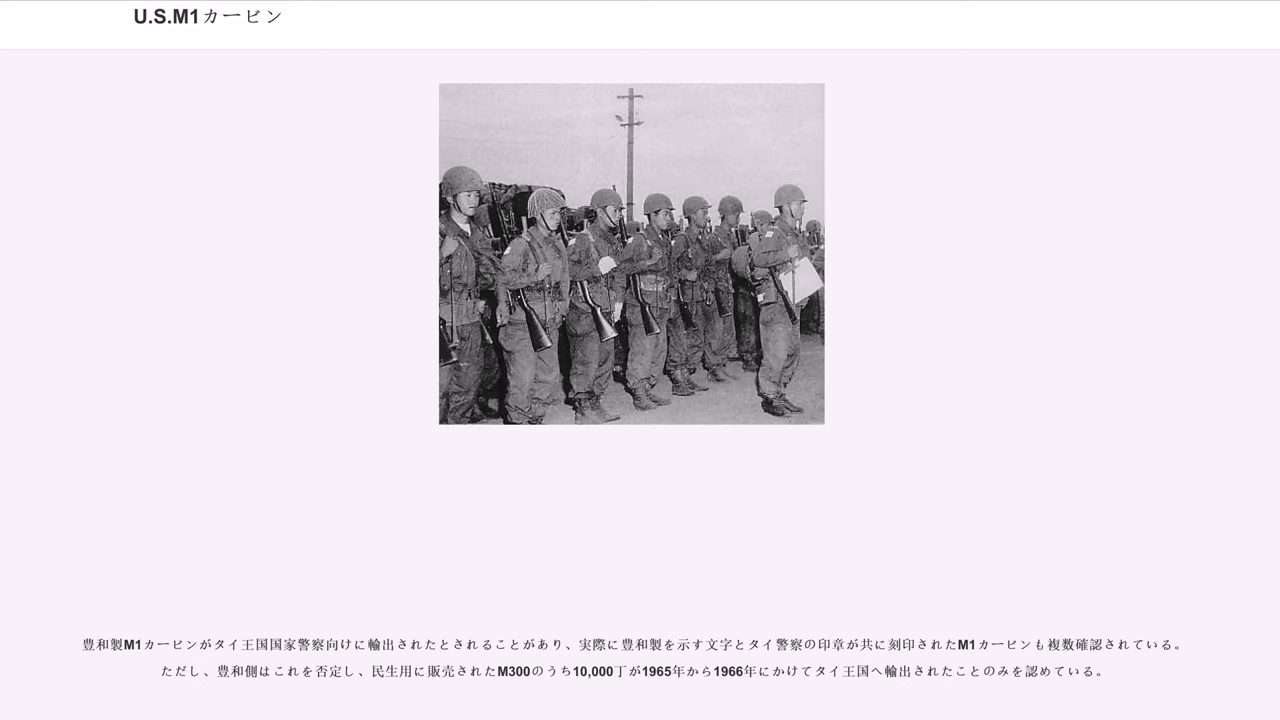 U.S.M1カービン
豊和製M1カービンがタイ王国国家警察向けに輸出されたとされることがあり、実際に豊和製を示す文字とタイ警察の印章が共に刻印されたM1カービンも複数確認されている。
ただし、豊和側はこれを否定し、民生用に販売されたM300のうち10,000丁が1965年から1966年にかけてタイ王国へ輸出されたことのみを認めている。